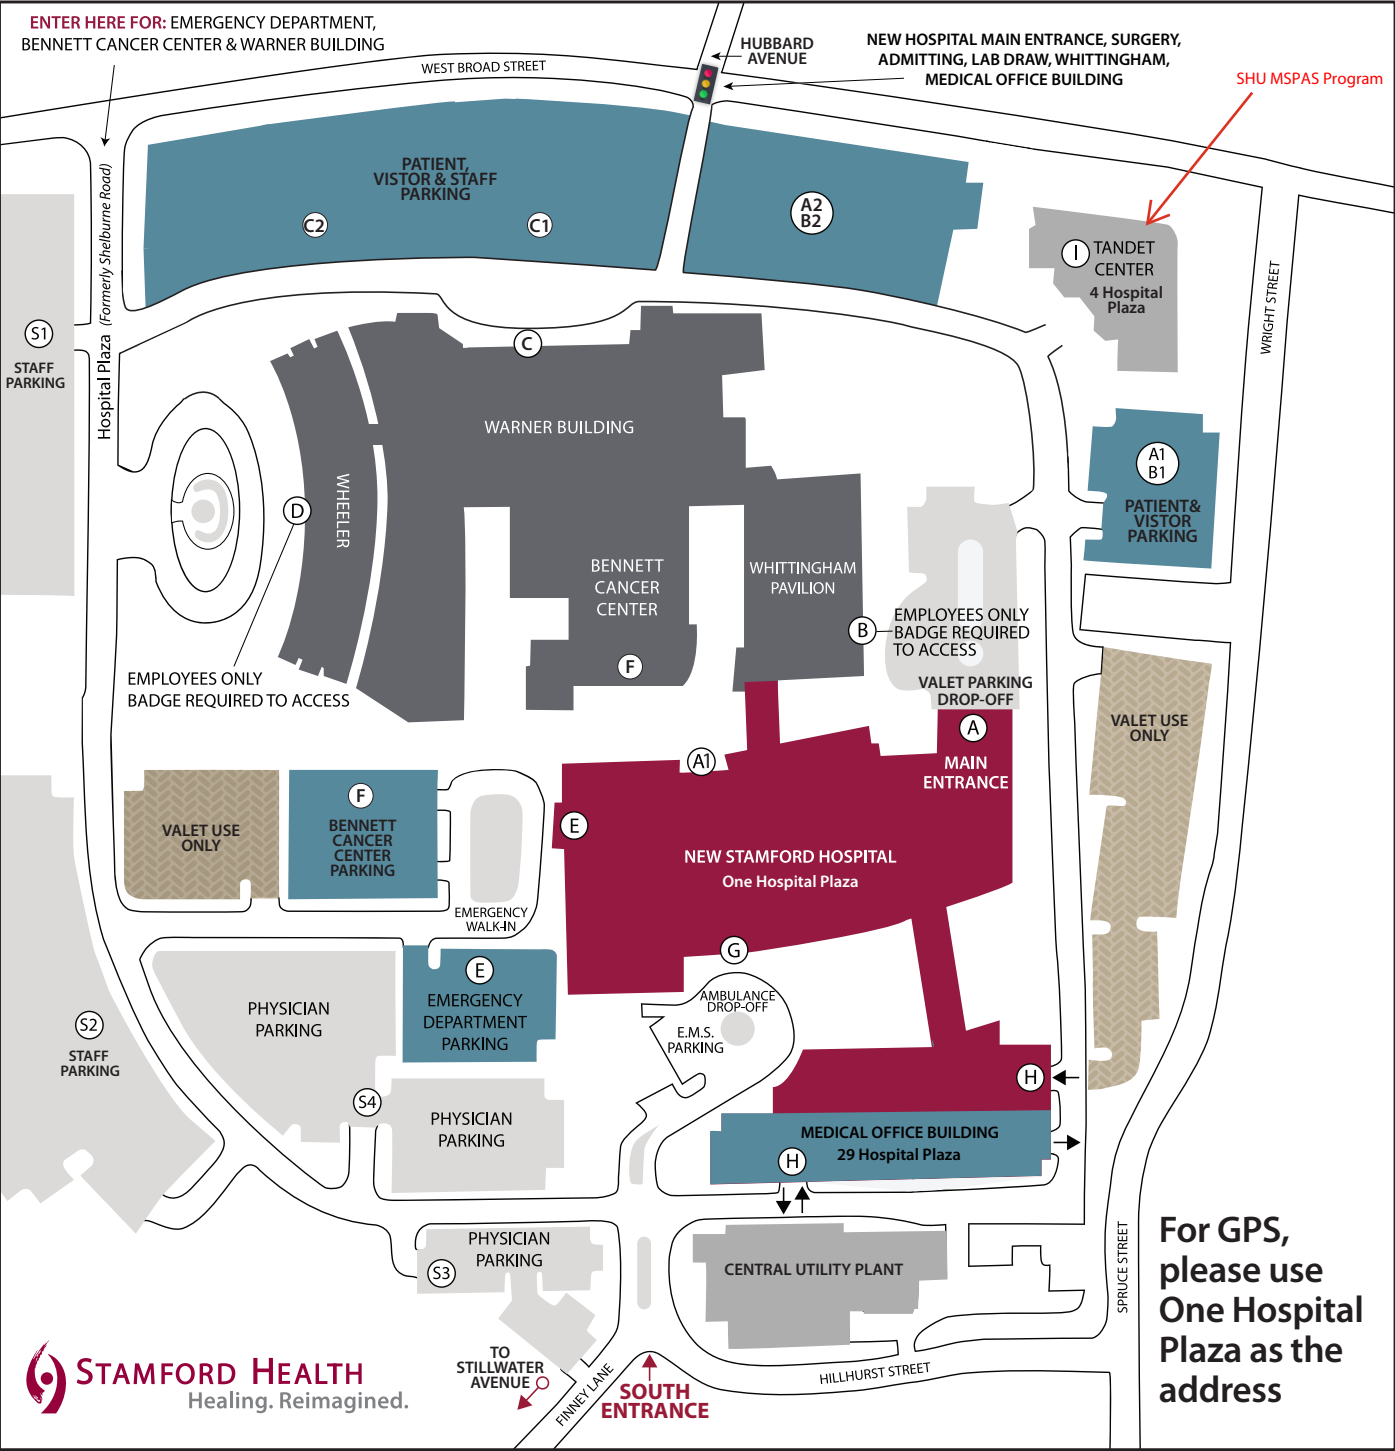 ENTER HERE FOR: EMERGENCY DEPARTMENT,
BENNETT CANCER CENTER & WARNER BUILDING
WEST BROAD STREET
HUBBARD
AVENUE
NEW HOSPITAL MAIN ENTRANCE, SURGERY,
ADMITTING, LAB DRAW, WHITTINGHAM,
MEDICAL OFFICE BUILDING
SHU MSPAS Program
PATIENT,
VISTOR & STAFF
PARKING
C2
C1
A2
B2
I
TANDET
CENTER
4 Hospital
Plaza
Hospital Plaza (Formerly Shelburne Road)
WRIGHT STREET
S1
STAFF
PARKING
C
WARNER BUILDING
WHEELER
D
A1
B1
PATIENT&
VISTOR
PARKING
BENNETT
CANCER
CENTER
F
WHITTINGHAM
PAVILION
B
EMPLOYEES ONLY
BADGE REQUIRED
TO ACCESS
EMPLOYEES ONLY
BADGE REQUIRED TO ACCESS
VALET PARKING
DROP-OFF
A
MAIN
ENTRANCE
VALET USE
ONLY
A1
VALET USE
ONLY
F
BENNETT
CANCER
CENTER
PARKING
E
NEW STAMFORD HOSPITAL
One Hospital Plaza
EMERGENCY
WALK-IN
G
E
EMERGENCY
DEPARTMENT
PARKING
PHYSICIAN
PARKING
AMBULANCE
DROP-OFF
E.M.S.
PARKING
S2
STAFF
PARKING
H
S4
PHYSICIAN
PARKING
MEDICAL OFFICE BUILDING
29 Hospital Plaza
H
PHYSICIAN
PARKING
S3
CENTRAL UTILITY PLANT
SPRUCE STREET
For GPS,
please use
One Hospital
Plaza as the
address
STAMFORD HEALTH
Healing. Reimagined.
TO
STILLWATER
AVENUE
FINNEY LANE
SOUTH
ENTRANCE
HILLHURST STREET